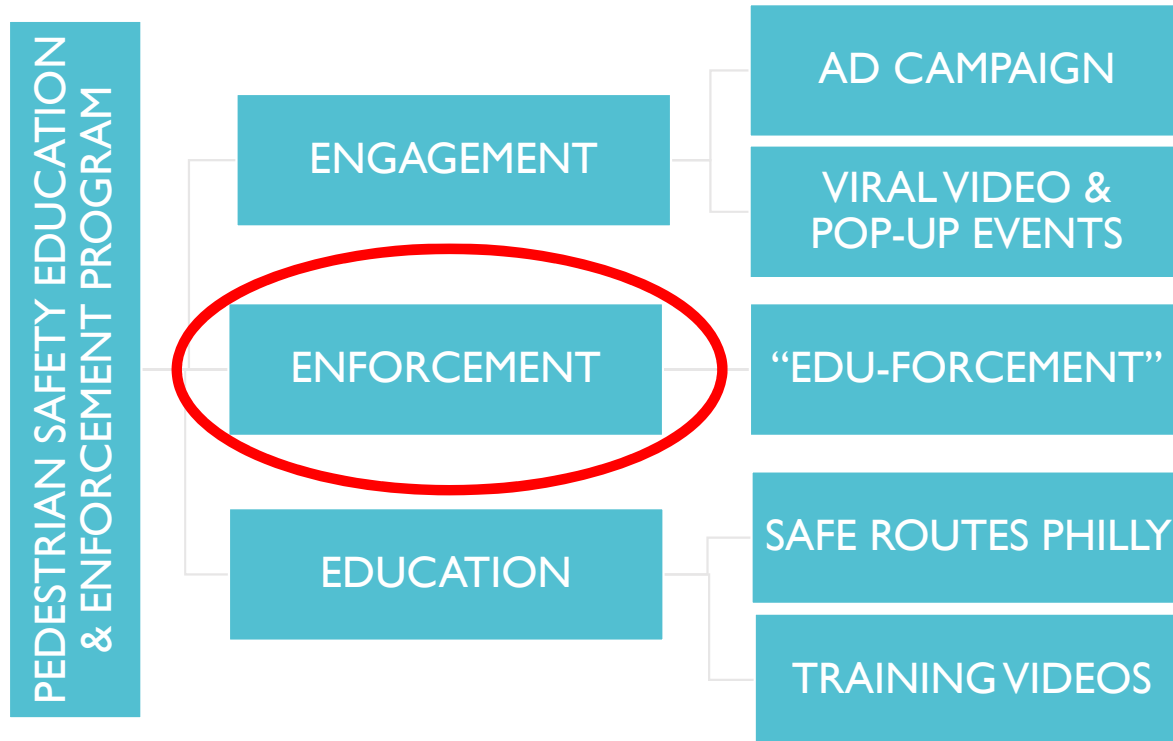 PEDESTRIAN SAFETY EDUCATION
& ENFORCEMENT PROGRAM
ENGAGEMENT
AD CAMPAIGN
VIRAL VIDEO &
POP-UP EVENTS
ENFORCEMENT
“EDU-FORCEMENT”
EDUCATION
SAFE ROUTES PHILLY
TRAINING VIDEOS